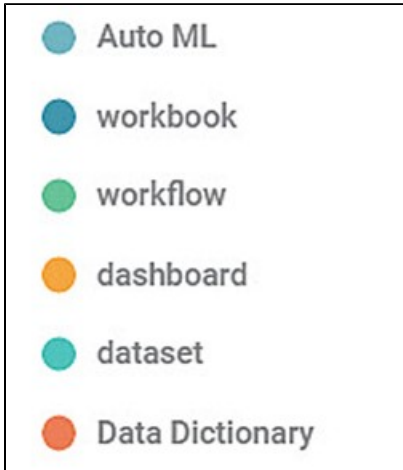 Auto ML
workbook
workflow
dashboard
dataset
Data Dictionary